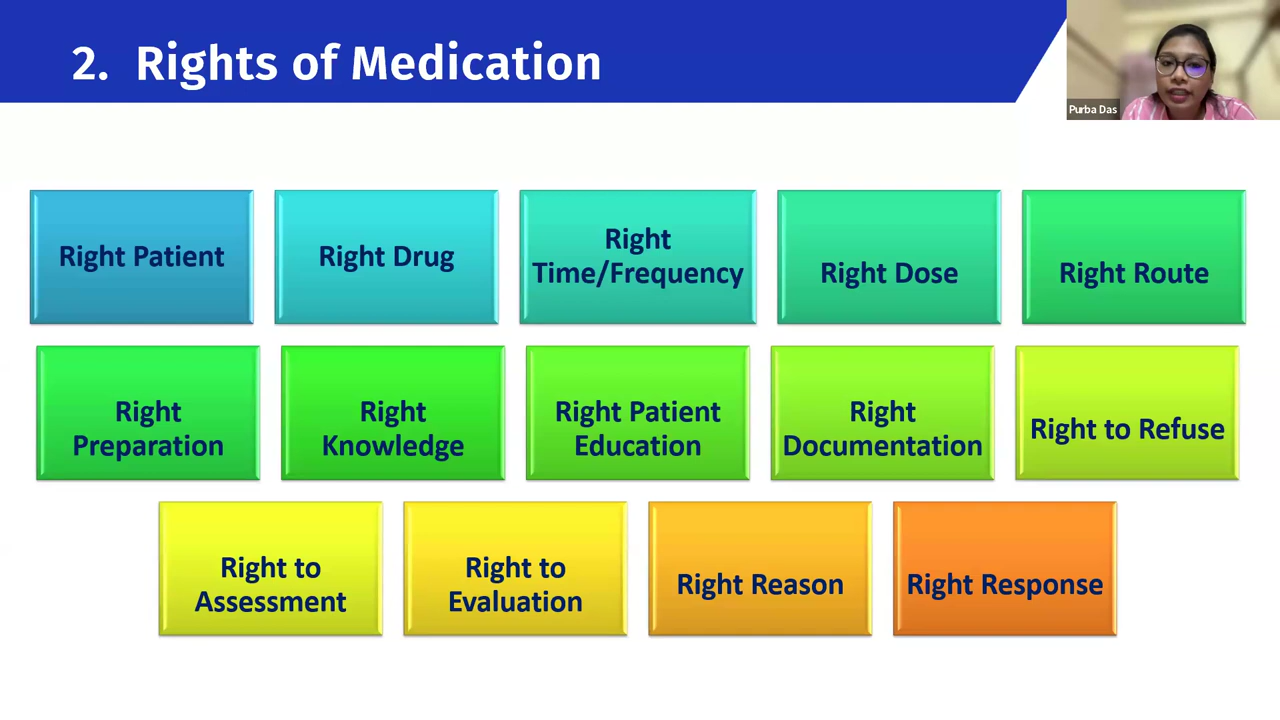 2. Rights of Medication
Purba Das
Right Patient
Right Drug
Right
Time/Frequency
Right Dose
Right Route
Right
Preparation
Right
Knowledge
Right Patient
Education
Right
Documentation
Right to Refuse
Right to
Assessment
Right to
Evaluation
Right Reason
Right Response